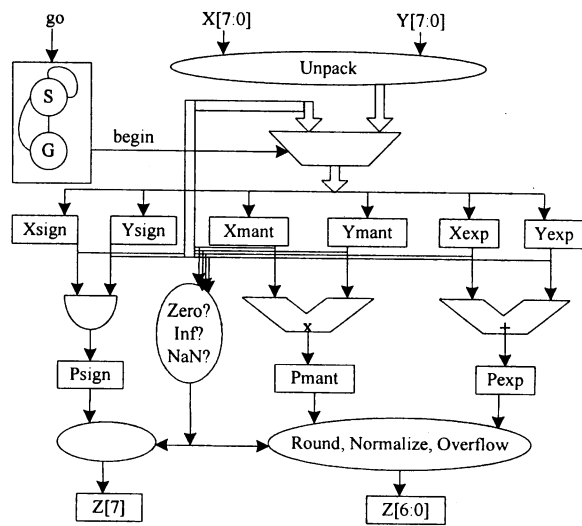 go
X[7:0]
Y[7:0]
Unpack
S
G
begin
Xsign
Ysign
Xmant
Ymant
Xexp
Yexp
Zero?
Inf?
NaN?
x
+
Psign
Pmant
Pexp
Round, Normalize, Overflow
Z[7]
Z[6:0]